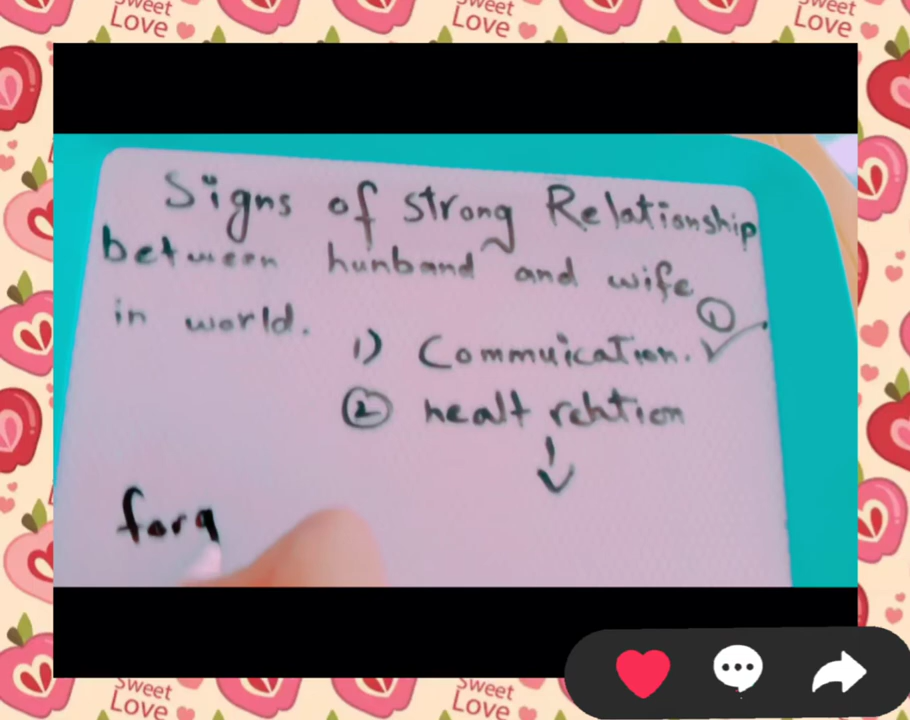 Sweet
Love
Sweet
Love
Sweet
Love
Signs of strong Relationship
between hunband and wife
in world. ①
1) Commuication.
② healt rehtion
forg
Sweet
Love
Sweet
Love